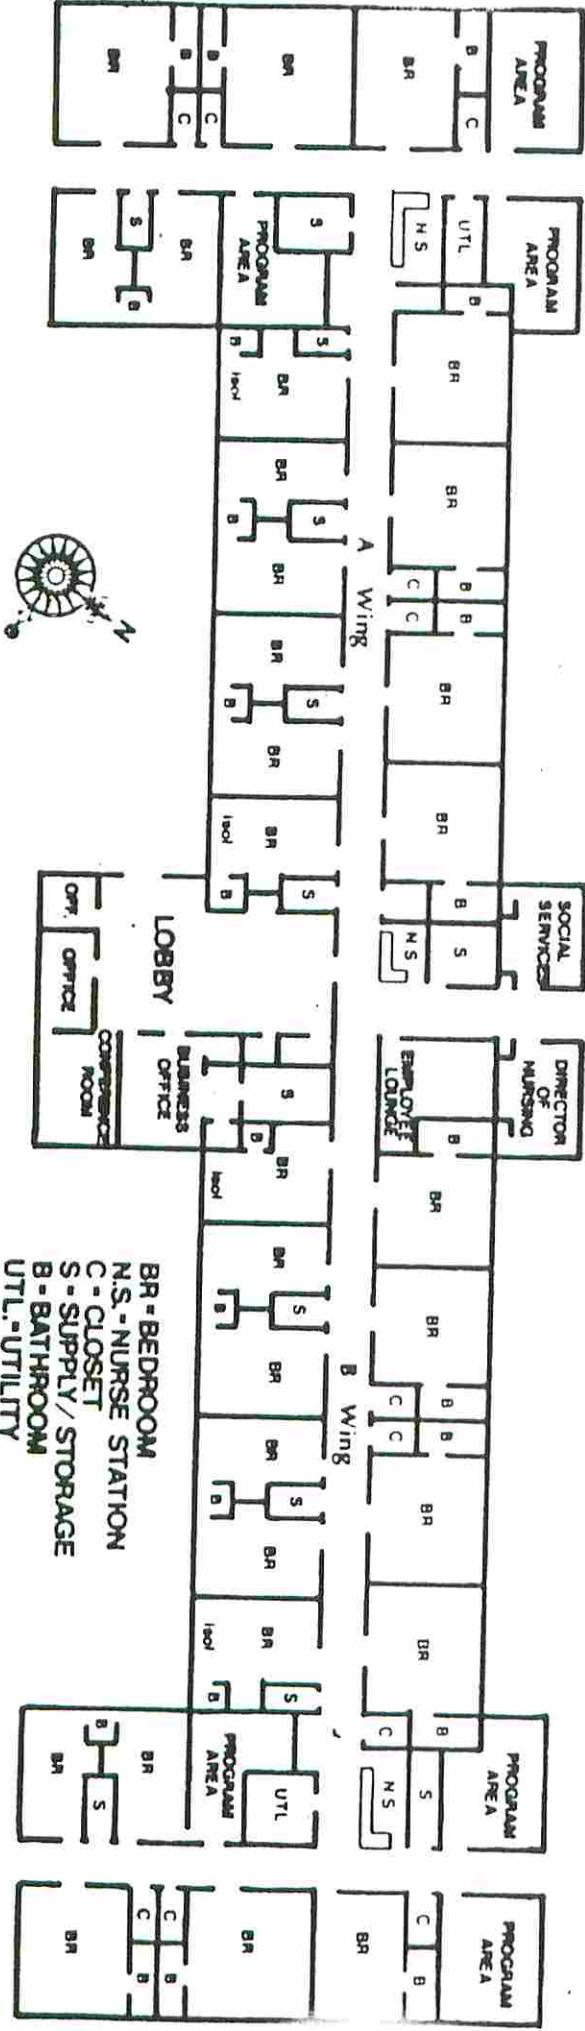 PROGRAM
AREA
PROGRAM
AREA
SOCIAL
SERVICES
DIRECTOR
OF
NURSING
PROGRAM
AREA
PROGRAM
AREA
B
C
UTL
B
B
B
B
S
B
B
B
B
S
C
B
BR
N S
BR
BR
C
C
BR
BR
N S
EMPLOYEE
LOUNGE
BR
BR
C
C
BR
BR
C
N S
BR
A Wing
B Wing
BR
S
PROGRAM
AREA
S
B
BR
Isol
BR
S
B
BR
BR
S
B
BR
BR
Isol
S
B
S
B
BR
Isol
BR
S
B
BR
BR
S
B
BR
BR
Isol
S
B
UTL
PROGRAM
AREA
BR
B
B
C
C
BR
BR
S
B
BR
LOBBY
BUSINESS
OFFICE
OFF.
OFFICE
CONFERENCE
ROOM
BR
B
S
BR
C
C
B
B
BR
N
BR = BEDROOM
N.S. = NURSE STATION
C = CLOSET
S = SUPPLY / STORAGE
B = BATHROOM
UTL. = UTILITY